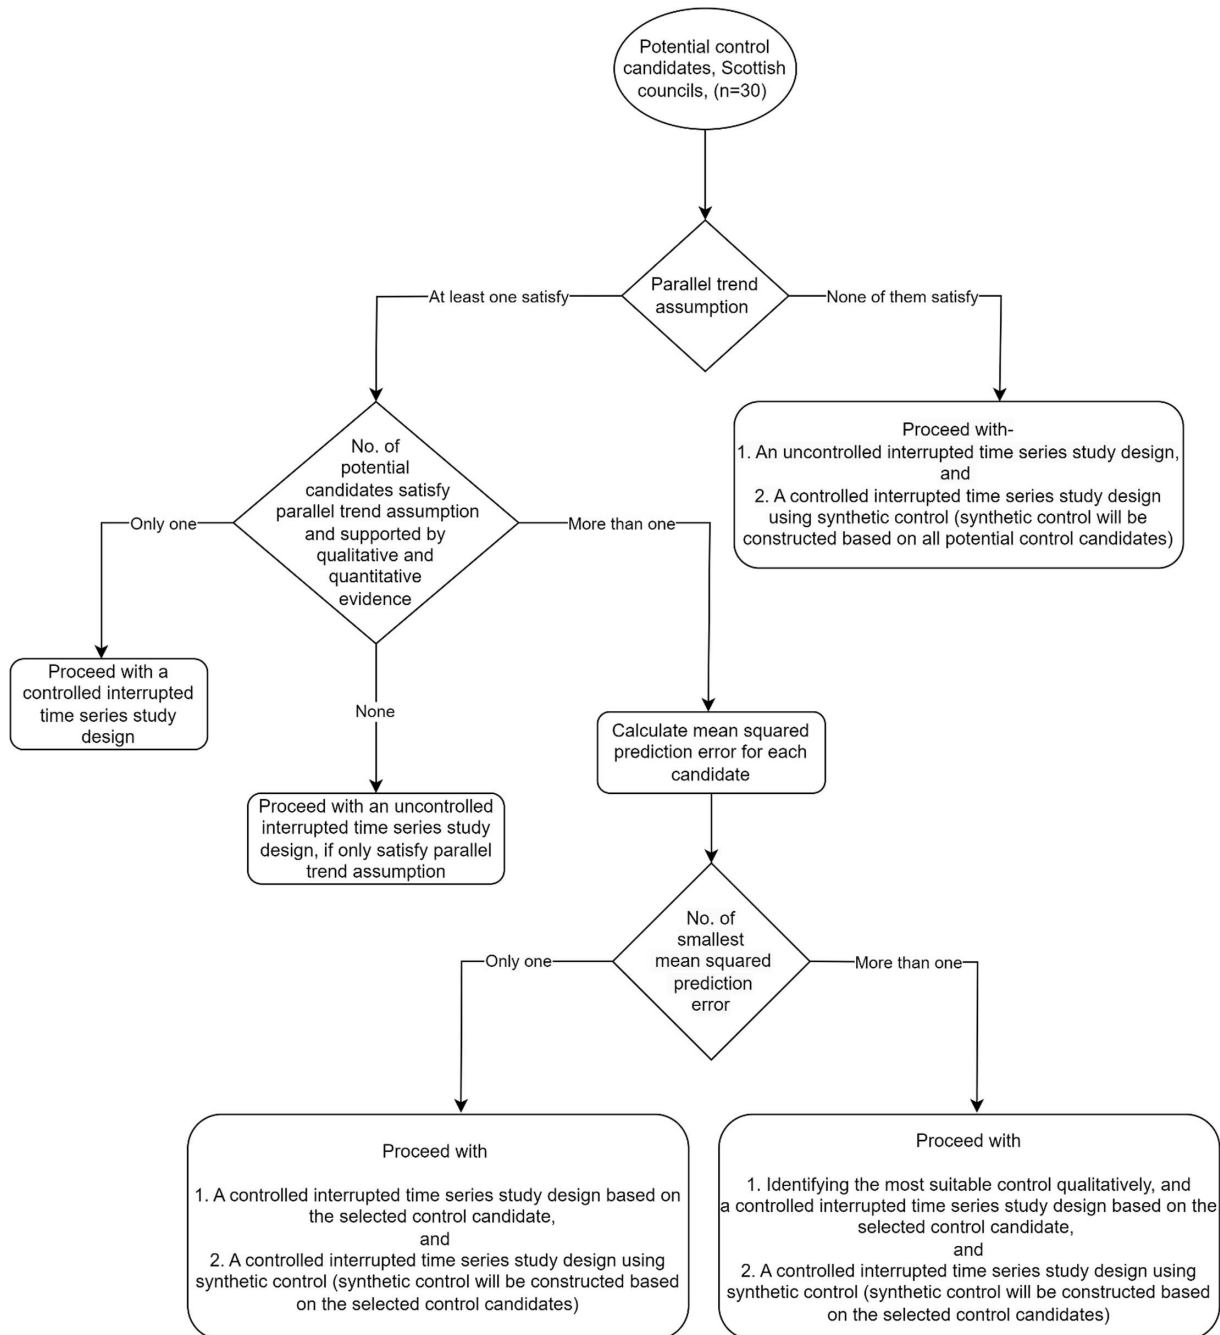 Potential control
candidates, Scottish
councils, (n=30)
Parallel trend
assumption
At least one satisfy
None of them satisfy
Proceed with-
1. An uncontrolled interrupted time series study design,
and
2. A controlled interrupted time series study design
using synthetic control (synthetic control will be
constructed based on all potential control candidates)
No. of
potential
candidates satisfy
parallel trend assumption
and supported by
qualitative and
quantitative
evidence
Only one
More than one
None
Proceed with a
controlled interrupted
time series study
design
Calculate mean squared
prediction error for each
candidate
Proceed with an uncontrolled
interrupted time series study
design, if only satisfy parallel
trend assumption
No. of
smallest
mean squared
prediction
error
Only one
More than one
Proceed with
1. A controlled interrupted time series study design based on
the selected control candidate,
and
2. A controlled interrupted time series study design using
synthetic control (synthetic control will be constructed based
on the selected control candidates)
Proceed with
1. Identifying the most suitable control qualitatively, and
a controlled interrupted time series study design based on the
selected control candidate,
and
2. A controlled interrupted time series study design using
synthetic control (synthetic control will be constructed based
on the selected control candidates)